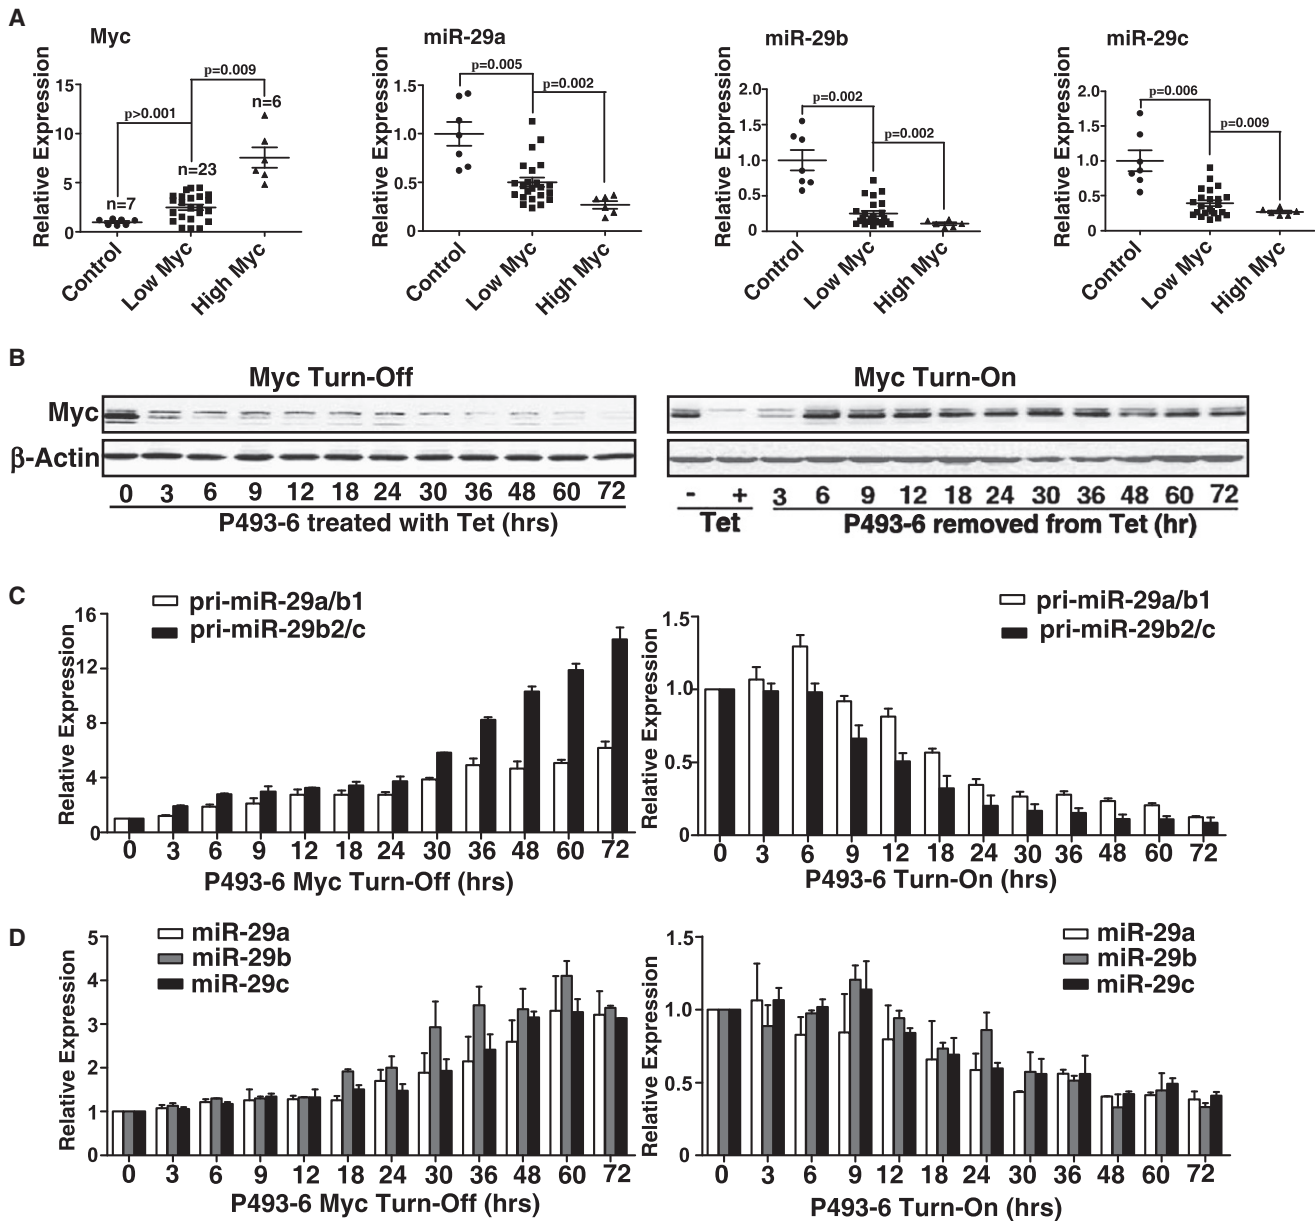 A
Myc
miR-29a
miR-29b
miR-29c
Relative Expression
15
10
5
0
p>0.001
p=0.009
n=7
n=23
n=6
Control
Low Myc
High Myc
Relative Expression
1.5
1.0
0.5
0
p=0.005
p=0.002
Control
Low Myc
High Myc
Relative Expression
2.0
1.5
1.0
0.5
0
p=0.002
p=0.002
Control
Low Myc
High Myc
Relative Expression
2.0
1.5
1.0
0.5
0
p=0.006
p=0.009
Control
Low Myc
High Myc
B
Myc Turn-Off
Myc Turn-On
Myc
β-Actin
0 3 6 9 12 18 24 30 36 48 60 72
P493-6 treated with Tet (hrs)
- + 3 6 9 12 18 24 30 36 48 60 72
Tet
P493-6 removed from Tet (hr)
C
pri-miR-29a/b1
pri-miR-29b2/c
Relative Expression
16
12
8
4
0
0 3 6 9 12 18 24 30 36 48 60 72
P493-6 Myc Turn-Off (hrs)
pri-miR-29a/b1
pri-miR-29b2/c
Relative Expression
1.5
1.0
0.5
0
0 3 6 9 12 18 24 30 36 48 60 72
P493-6 Turn-On (hrs)
D
miR-29a
miR-29b
miR-29c
Relative Expression
5
4
3
2
1
0
0 3 6 9 12 18 24 30 36 48 60 72
P493-6 Myc Turn-Off (hrs)
miR-29a
miR-29b
miR-29c
Relative Expression
1.5
1.0
0.5
0
0 3 6 9 12 18 24 30 36 48 60 72
P493-6 Turn-On (hrs)